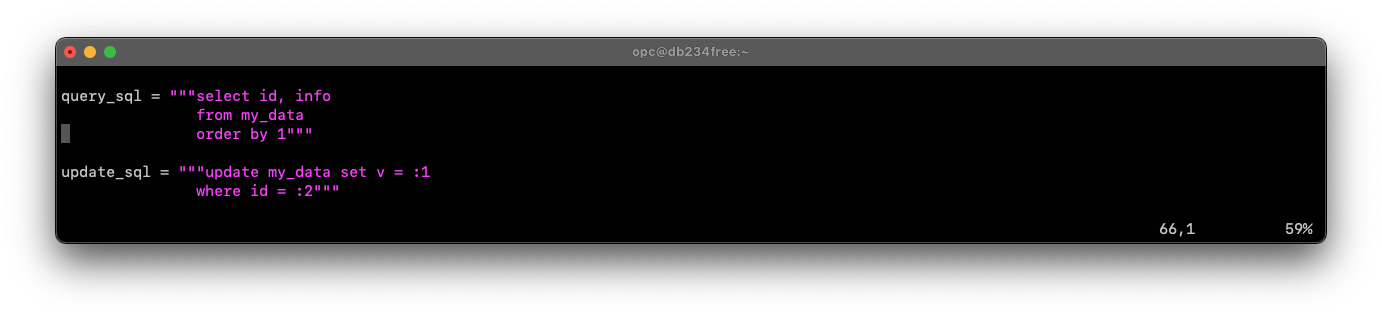 opc@db234free:~
query_sql = """select id, info
from my_data
order by 1"""
update_sql = """update my_data set v = :1
where id = :2"""
66,1 59%